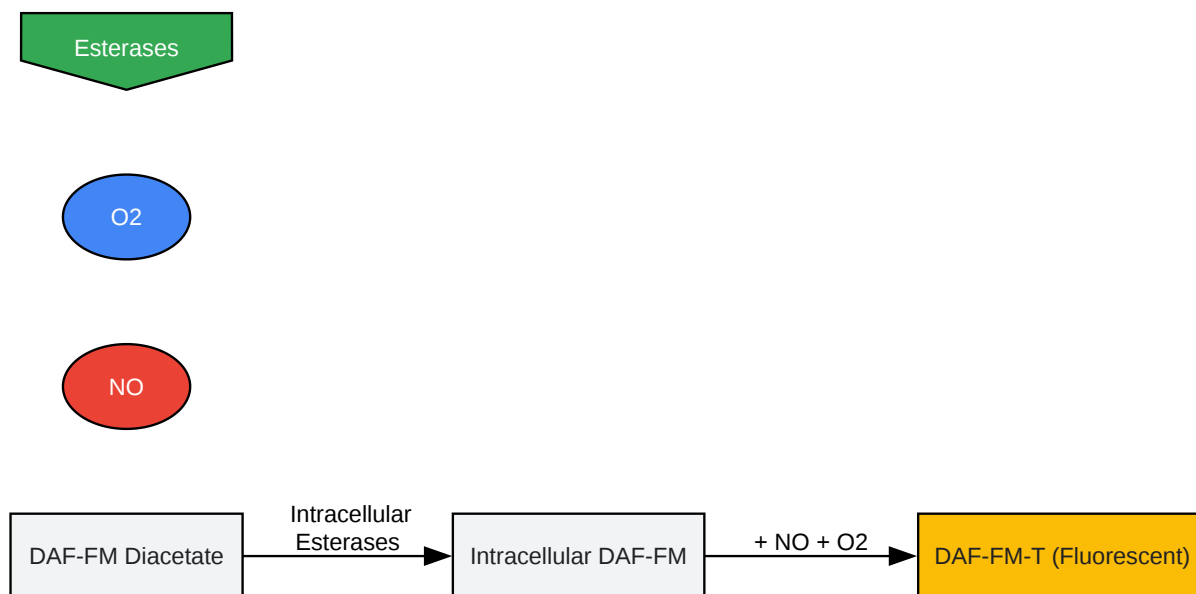 Esterases
O2
NO
DAF-FM Diacetate
Intracellular
Esterases
Intracellular DAF-FM
+ NO + O2
DAF-FM-T (Fluorescent)